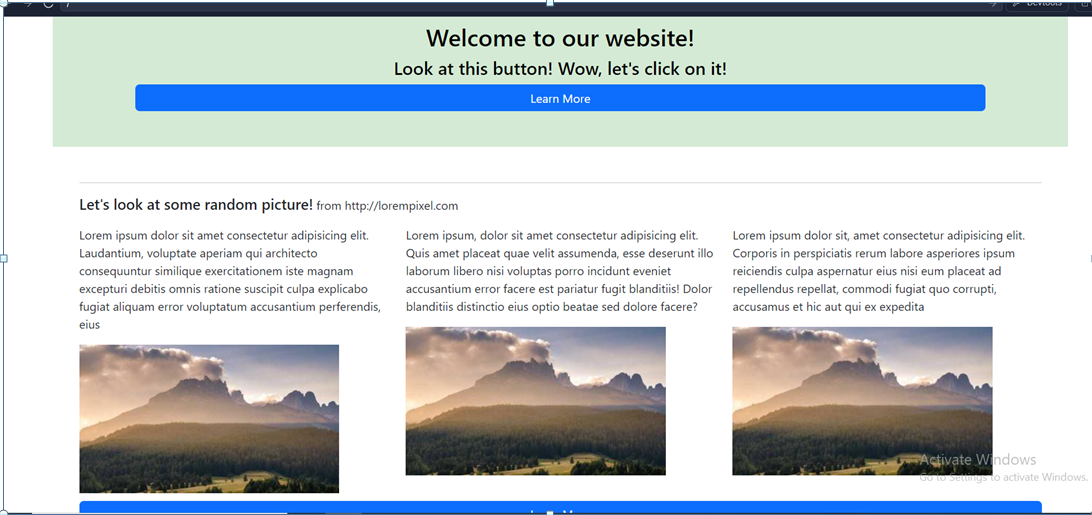 Devtools
Welcome to our website!
Look at this button! Wow, let's click on it!
Learn More
Let's look at some random picture! from http://lorempixel.com
Lorem ipsum dolor sit amet consectetur adipisicing elit.
Laudantium, voluptate aperiam qui architecto
consequuntur similique exercitationem iste magnam
excepturi debitis omnis ratione suscipit culpa explicabo
fugiat aliquam error voluptatum accusantium perferendis,
eius
Lorem ipsum, dolor sit amet consectetur adipisicing elit.
Quis amet placeat quae velit assumenda, esse deserunt illo
laborum libero nisi voluptas porro incidunt eveniet
accusantium error facere est pariatur fugit blanditiis! Dolor
blanditiis distinctio eius optio beatae sed dolore facere?
Lorem ipsum dolor sit, amet consectetur adipisicing elit.
Corporis in perspiciatis rerum labore asperiores ipsum
reiciendis culpa aspernatur eius nisi eum placeat ad
repellendus repellat, commodi fugiat quo corrupti,
accusamus et hic aut qui ex expedita
Activate Windows
Go to Settings to activate Windows.